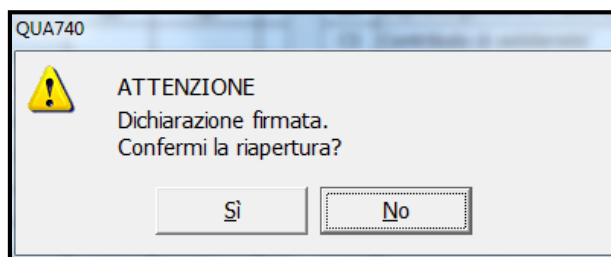 QUA740
ATTENZIONE
Dichiarazione firmata.
Confermi la riapertura?
Sì
No